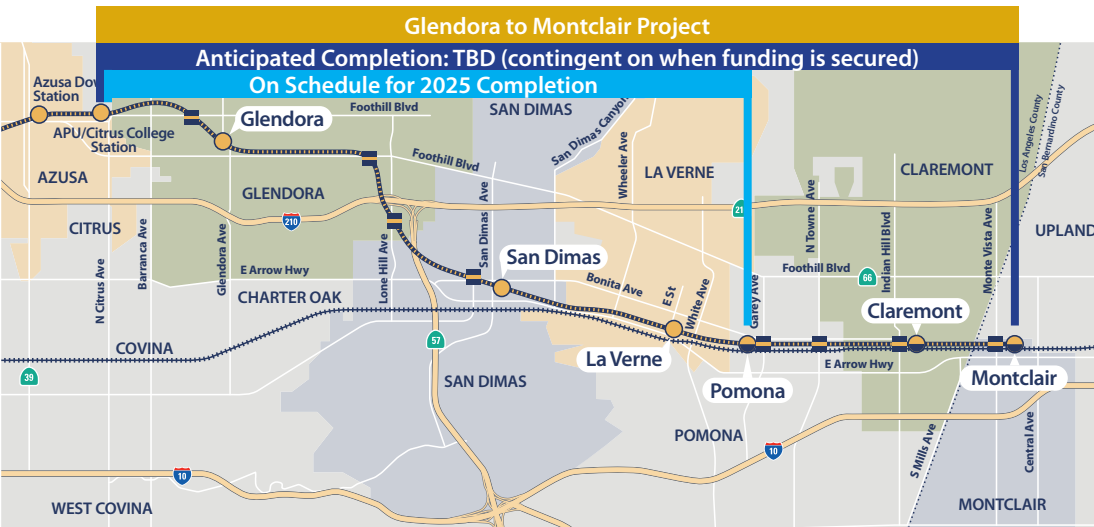 Glendora to Montclair Project
Anticipated Completion: TBD (contingent on when funding is secured)
On Schedule for 2025 Completion
Azusa Dow
Station
APU/Citrus College
Station
Glendora
Foothill Blvd
SAN DIMAS
San Dimas Canyon
Foothill Blvd
Wheeler Ave
LA VERNE
CLAREMONT
Los Angeles County
San Bernardino County
AZUSA
GLENDORA
210
CITRUS
Barranca Ave
N Citrus Ave
Glendora Ave
E Arrow Hwy
CHARTER OAK
Lone Hill Ave
San Dimas Ave
San Dimas
Bonita Ave
E St
White Ave
21
Garey Ave
N Towne Ave
Foothill Blvd
66
Indian Hill Blvd
Monte Vista Ave
UPLAND
Claremont
COVINA
39
57
SAN DIMAS
La Verne
Pomona
E Arrow Hwy
Montclair
POMONA
10
10
S Mills Ave
Central Ave
WEST COVINA
MONTCLAIR